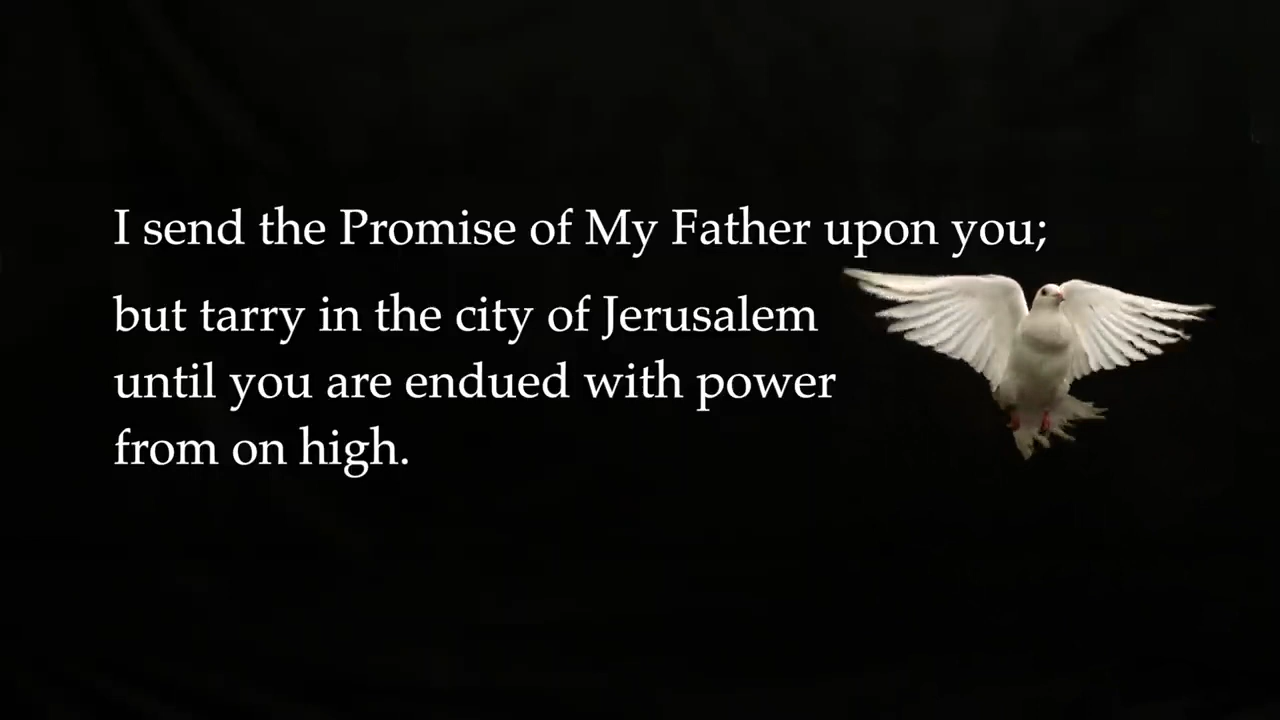 I send the Promise of My Father upon you;
but tarry in the city of Jerusalem
until you are endued with power
from on high.